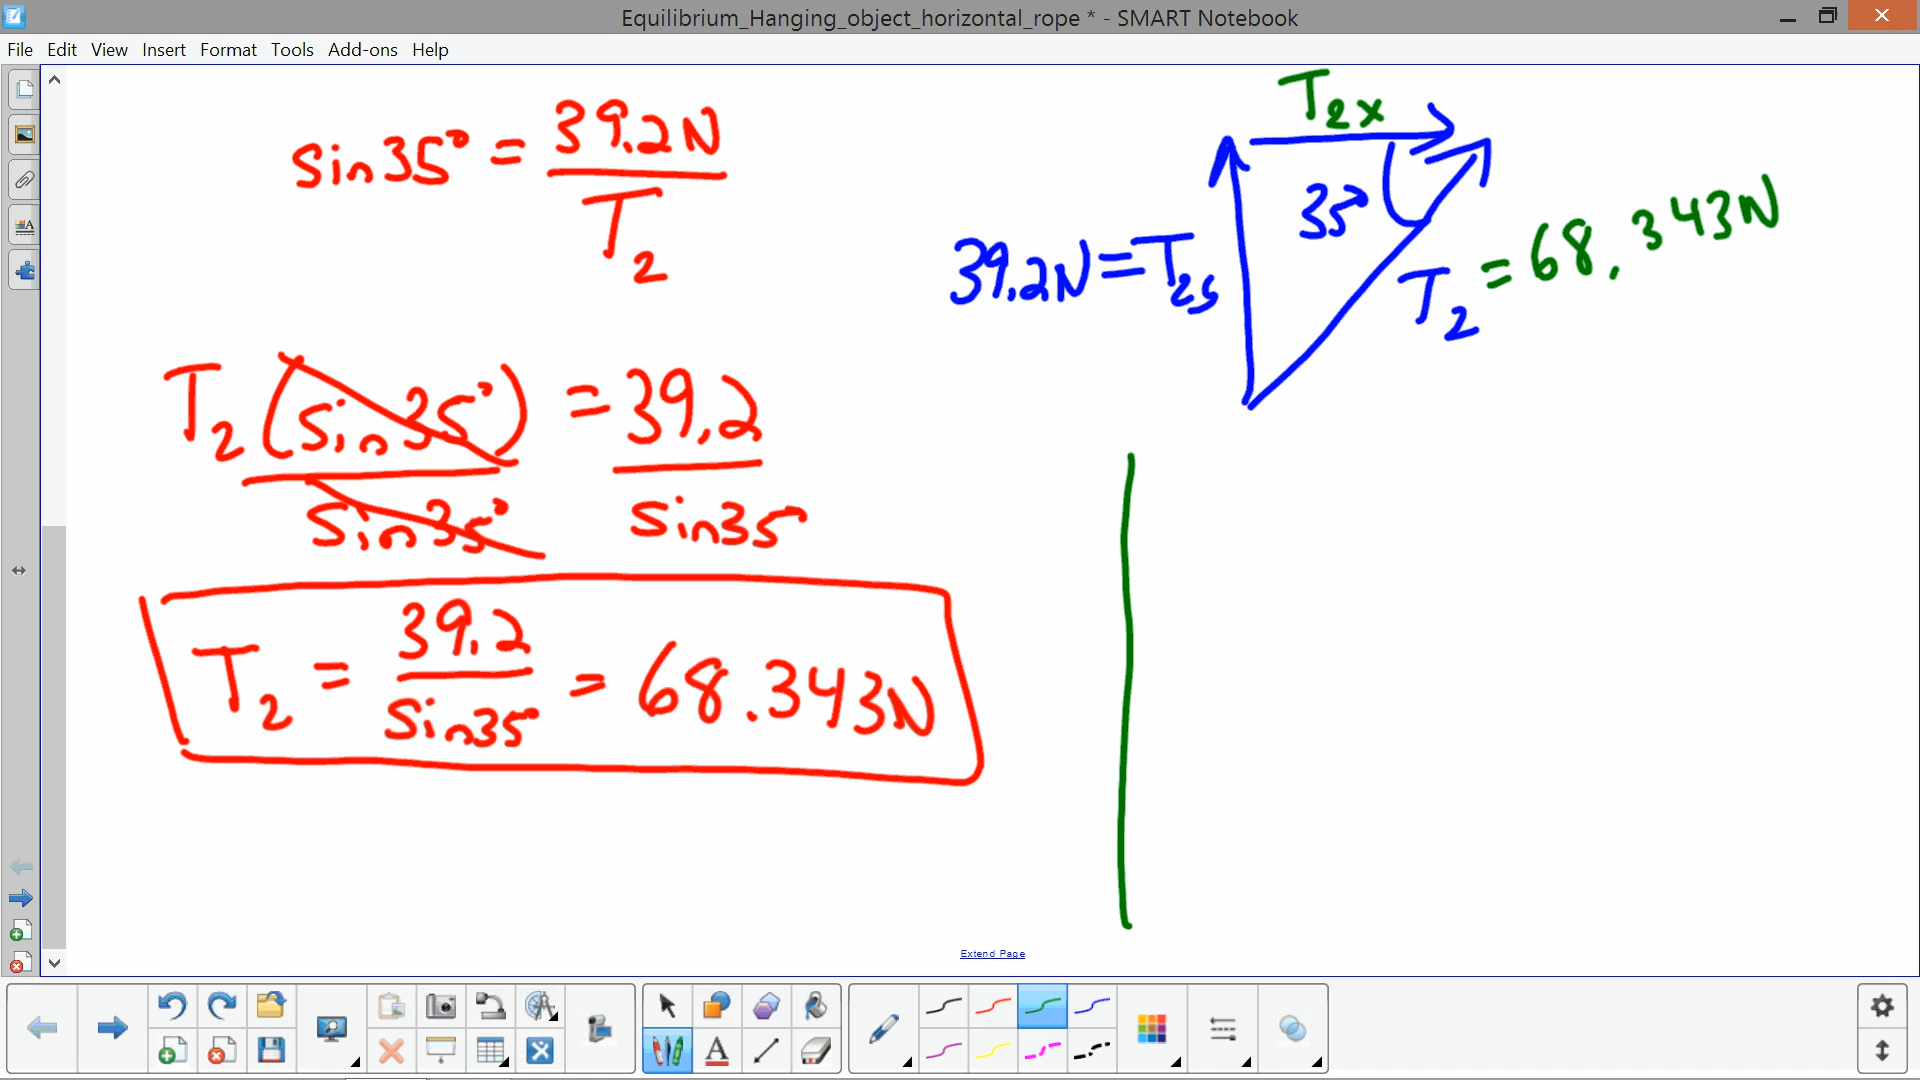 Equilibrium_Hanging_object_horizontal_rope * - SMART Notebook
File Edit View Insert Format Tools Add-ons Help
sin35° = 39.2N
T2
T2 (sin35°) = 39.2
sin35° sin35°
T2 = 39.2 = 68.343N
sin35°
T2x
35°
39.2N = T2y
T2 = 68.343N
Extend Page
A